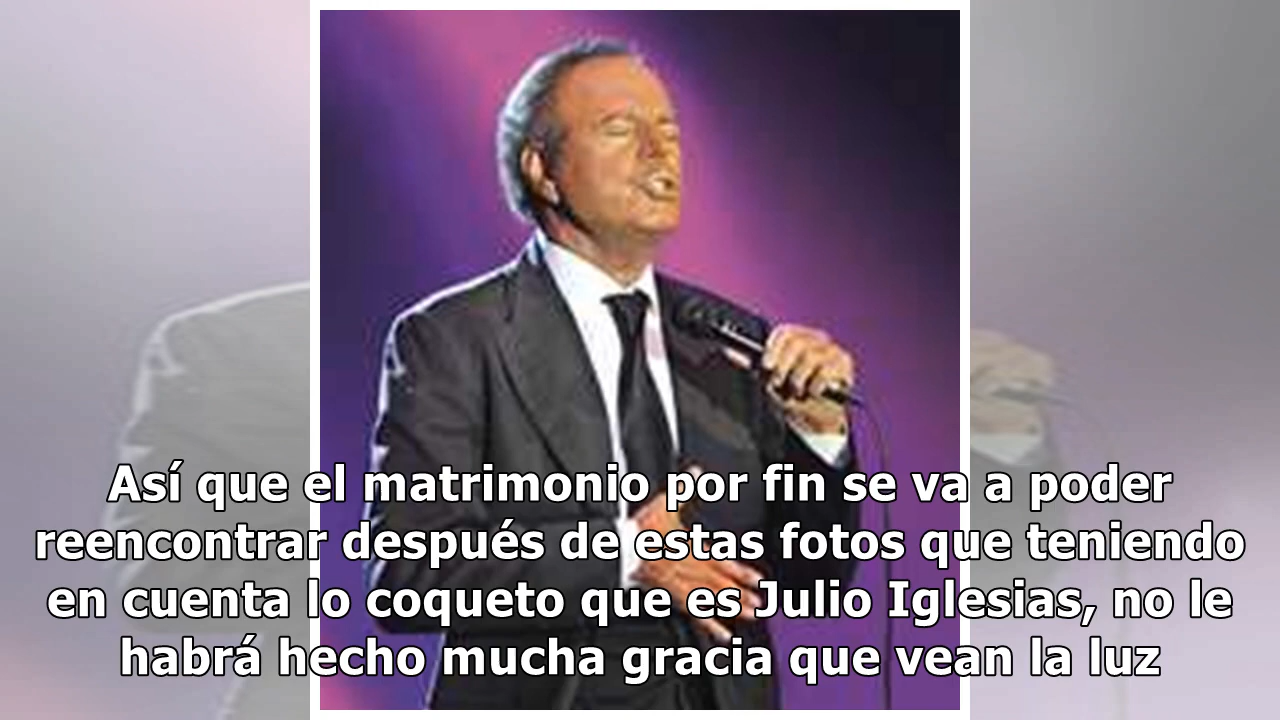 Así que el matrimonio por fin se va a poder
reencontrar después de estas fotos que teniendo
en cuenta lo coqueto que es Julio Iglesias, no le
habrá hecho mucha gracia que vean la luz